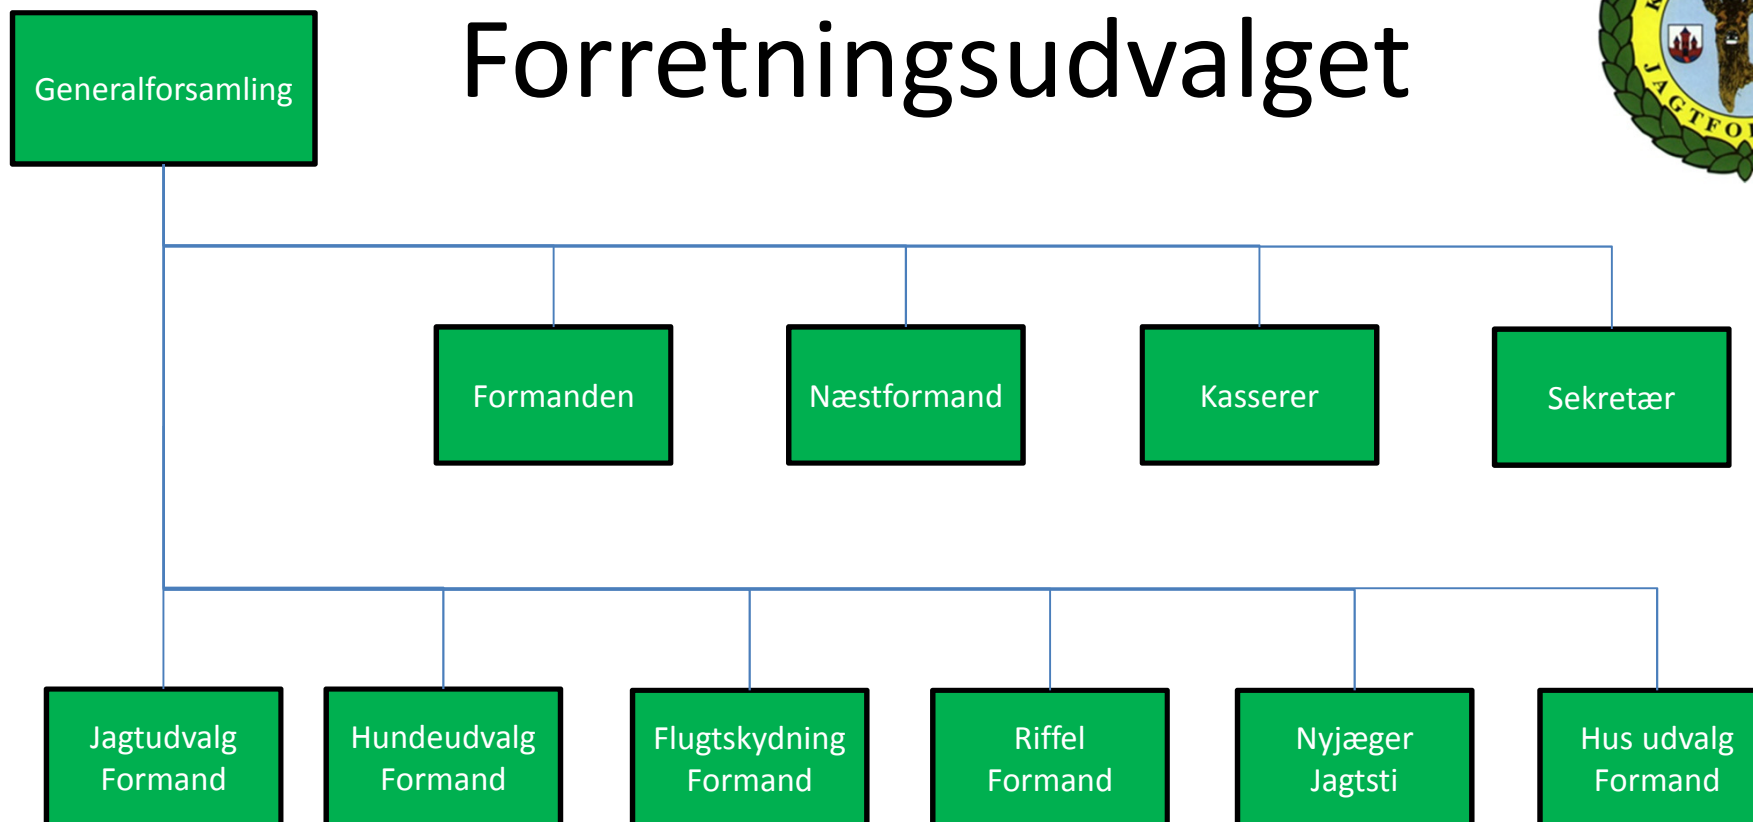 Forretningsudvalget
Generalforsamling
Formanden
Næstformand
Kasserer
Sekretær
Jagtudvalg
Formand
Hundeudvalg
Formand
Flugtskydning
Formand
Riffel
Formand
Nyjæger
Jagtsti
Hus udvalg
Formand